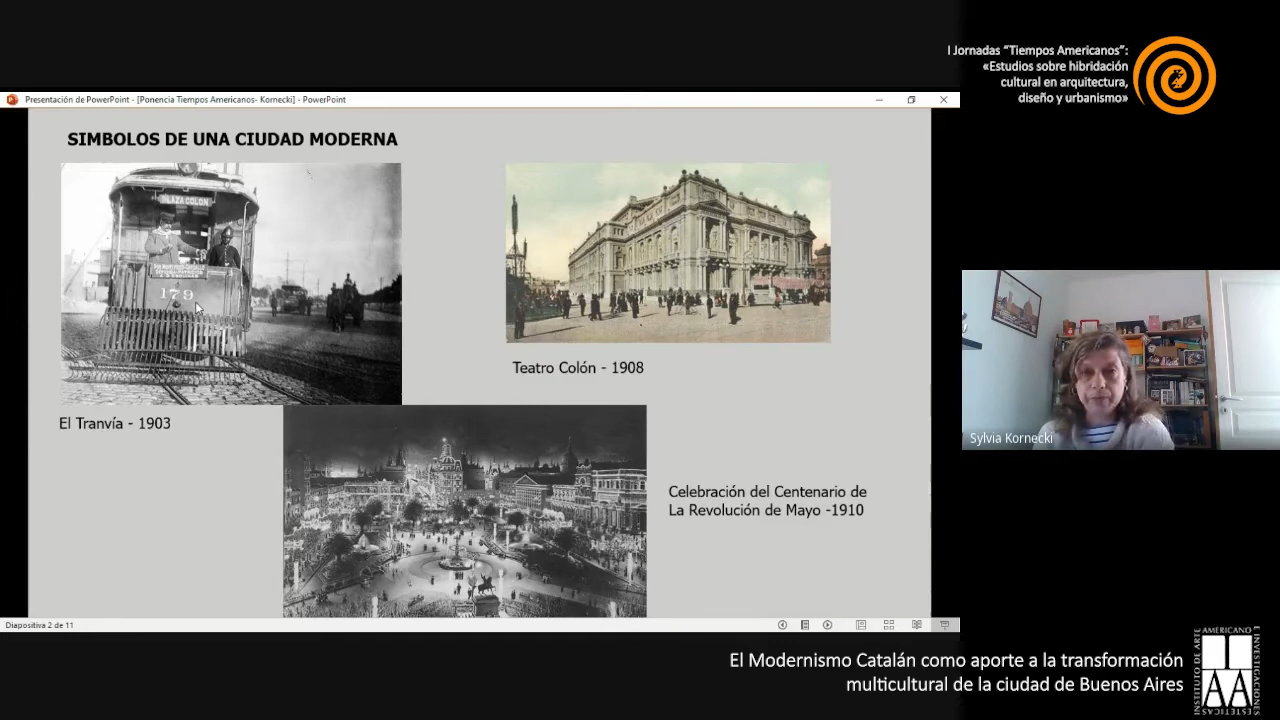 I Jornadas “Tiempos Americanos”:
«Estudios sobre hibridación
cultural en arquitectura,
diseño y urbanismo»
Presentación de PowerPoint - [Ponencia Tiempos Americanos- Kornecki] - PowerPoint
SIMBOLOS DE UNA CIUDAD MODERNA
PLAZA COLON
179
Teatro Colón - 1908
El Tranvía - 1903
Celebración del Centenario de
La Revolución de Mayo -1910
Sylvia Kornecki
Diapositiva 2 de 11
El Modernismo Catalán como aporte a la transformación
multicultural de la ciudad de Buenos Aires
INSTITUTO DE ARTE
AMERICANO
E INVESTIGACIONES
ESTETICAS
IAA